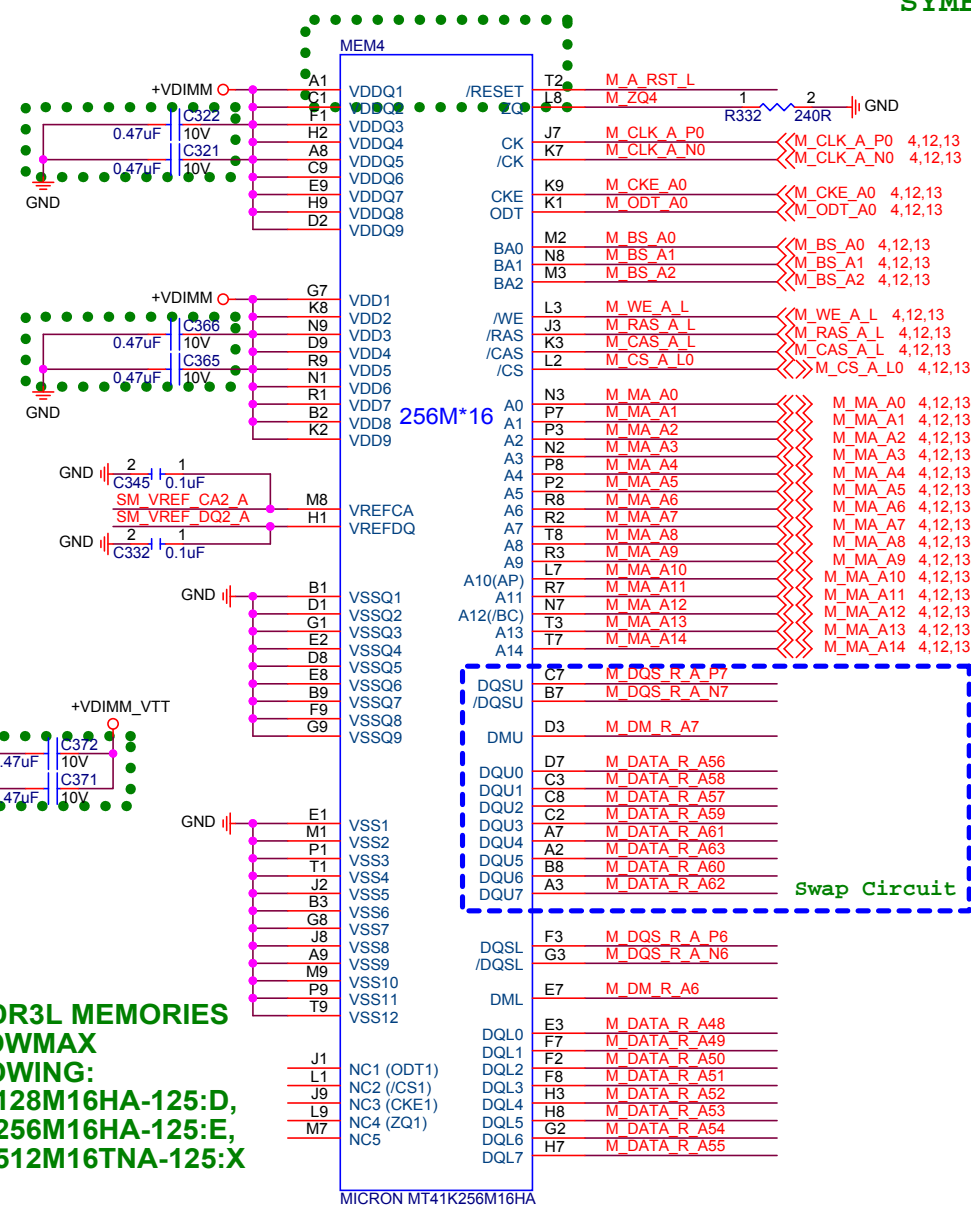 SYME
MEM4
+VDIMM
A1 VDDQ1
C1 VDDQ2
F1 VDDQ3
H2 VDDQ4
A8 VDDQ5
C9 VDDQ6
E9 VDDQ7
H9 VDDQ8
D2 VDDQ9
C322
0.47uF 10V
C321
0.47uF 10V
GND
+VDIMM
G7 VDD1
K8 VDD2
N9 VDD3
D9 VDD4
R9 VDD5
N1 VDD6
R1 VDD7
B2 VDD8
K2 VDD9
C366
0.47uF 10V
C365
0.47uF 10V
GND
256M*16
GND 2 1
C345 0.1uF
SM_VREF_CA2_A M8 VREFCA
SM_VREF_DQ2_A H1 VREFDQ
GND 2 1
C332 0.1uF
GND
B1 VSSQ1
D1 VSSQ2
G1 VSSQ3
E2 VSSQ4
D8 VSSQ5
E8 VSSQ6
B9 VSSQ7
F9 VSSQ8
G9 VSSQ9
+VDIMM_VTT
C372
.47uF 10V
C371
.47uF 10V
GND
E1 VSS1
M1 VSS2
P1 VSS3
T1 VSS4
J2 VSS5
B3 VSS6
G8 VSS7
J8 VSS8
A9 VSS9
M9 VSS10
P9 VSS11
T9 VSS12
J1 NC1 (ODT1)
L1 NC2 (/CS1)
J9 NC3 (CKE1)
L9 NC4 (ZQ1)
M7 NC5
/RESET T2 M_A_RST_L
ZQ L8 M_ZQ4 1 2 GND
R332 240R
CK J7 M_CLK_A_P0 M_CLK_A_P0 4,12,13
/CK K7 M_CLK_A_N0 M_CLK_A_N0 4,12,13
CKE K9 M_CKE_A0 M_CKE_A0 4,12,13
ODT K1 M_ODT_A0 M_ODT_A0 4,12,13
BA0 M2 M_BS_A0 M_BS_A0 4,12,13
BA1 N8 M_BS_A1 M_BS_A1 4,12,13
BA2 M3 M_BS_A2 M_BS_A2 4,12,13
/WE L3 M_WE_A_L M_WE_A_L 4,12,13
/RAS J3 M_RAS_A_L M_RAS_A_L 4,12,13
/CAS K3 M_CAS_A_L M_CAS_A_L 4,12,13
/CS L2 M_CS_A_L0 M_CS_A_L0 4,12,13
A0 N3 M_MA_A0 M_MA_A0 4,12,13
A1 P7 M_MA_A1 M_MA_A1 4,12,13
A2 P3 M_MA_A2 M_MA_A2 4,12,13
A3 N2 M_MA_A3 M_MA_A3 4,12,13
A4 P8 M_MA_A4 M_MA_A4 4,12,13
A5 P2 M_MA_A5 M_MA_A5 4,12,13
A6 R8 M_MA_A6 M_MA_A6 4,12,13
A7 R2 M_MA_A7 M_MA_A7 4,12,13
A8 T8 M_MA_A8 M_MA_A8 4,12,13
A9 R3 M_MA_A9 M_MA_A9 4,12,13
A10(AP) L7 M_MA_A10 M_MA_A10 4,12,13
A11 R7 M_MA_A11 M_MA_A11 4,12,13
A12(/BC) N7 M_MA_A12 M_MA_A12 4,12,13
A13 T3 M_MA_A13 M_MA_A13 4,12,13
A14 T7 M_MA_A14 M_MA_A14 4,12,13
DQSU C7 M_DQS_R_A_P7
/DQSU B7 M_DQS_R_A_N7
DMU D3 M_DM_R_A7
DQU0 D7 M_DATA_R_A56
DQU1 C3 M_DATA_R_A58
DQU2 C8 M_DATA_R_A57
DQU3 C2 M_DATA_R_A59
DQU4 A7 M_DATA_R_A61
DQU5 A2 M_DATA_R_A63
DQU6 B8 M_DATA_R_A60
DQU7 A3 M_DATA_R_A62
Swap Circuit
DQSL F3 M_DQS_R_A_P6
/DQSL G3 M_DQS_R_A_N6
DML E7 M_DM_R_A6
DQL0 E3 M_DATA_R_A48
DQL1 F7 M_DATA_R_A49
DQL2 F2 M_DATA_R_A50
DQL3 F8 M_DATA_R_A51
DQL4 H3 M_DATA_R_A52
DQL5 H8 M_DATA_R_A53
DQL6 G2 M_DATA_R_A54
DQL7 H7 M_DATA_R_A55
MICRON MT41K256M16HA
DR3L MEMORIES
OWMAX
OWING:
128M16HA-125:D,
256M16HA-125:E,
512M16TNA-125:X